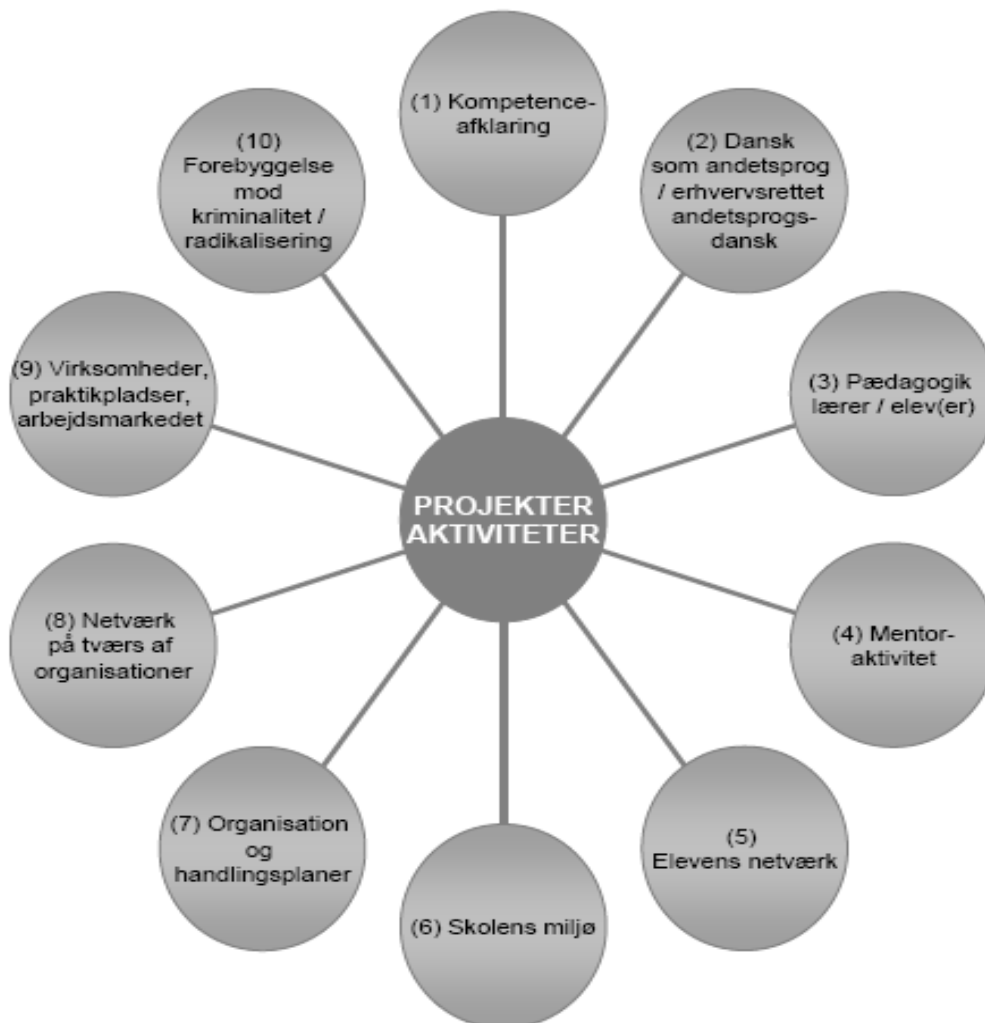 (1) Kompetence-
afklaring
(2) Dansk
som andetsprog
/ erhvervsrettet
andetsprogs-
dansk
(3) Pædagogik
lærer / elev(er)
(4) Mentor-
aktivitet
(5)
Elevens netværk
(6) Skolens miljø
(7) Organisation
og
handlingsplaner
(8) Netværk
på tværs af
organisationer
(9) Virksomheder,
praktikpladser,
arbejdsmarkedet
(10)
Forebyggelse
mod
kriminalitet /
radikalisering
PROJEKTER
AKTIVITETER